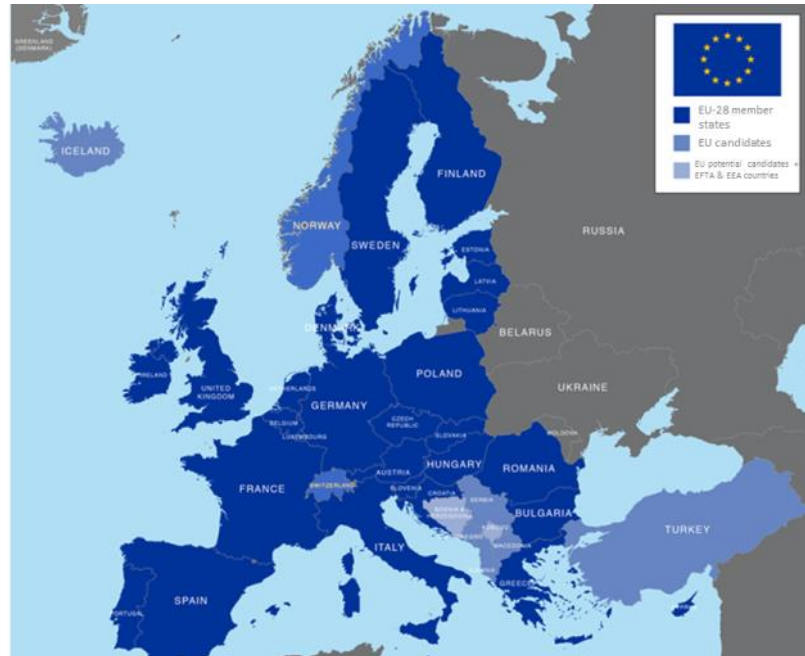 GREENLAND
(DENMARK)
EU-28 member
states
EU candidates
EU potential candidates +
EFTA & EEA countries
ICELAND
FINLAND
NORWAY
SWEDEN
RUSSIA
ESTONIA
LATVIA
LITHUANIA
DENMARK
BELARUS
IRELAND
UNITED
KINGDOM
NETHERLANDS
POLAND
GERMANY
UKRAINE
BELGIUM
LUXEMBOURG
CZECH
REPUBLIC
SLOVAKIA
MOLDOVA
AUSTRIA
HUNGARY
ROMANIA
FRANCE
SWITZERLAND
SLOVENIA
CROATIA
SERBIA
BOSNIA &
HERZEGOVINA
BULGARIA
KOSOVO
ITALY
MACEDONIA
TURKEY
GREECE
PORTUGAL
SPAIN